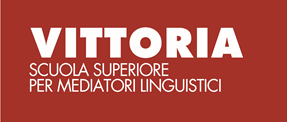 VITTORIA
SCUOLA SUPERIORE
PER MEDIATORI LINGUISTICI